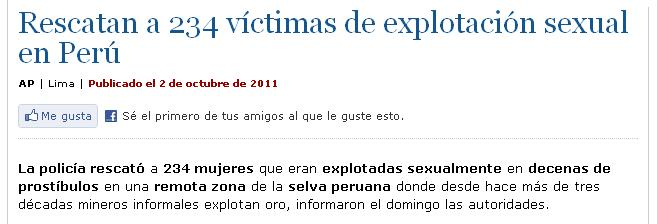 Rescatan a 234 víctimas de explotación sexual
en Perú
AP | Lima | Publicado el 2 de octubre de 2011
Me gusta Sé el primero de tus amigos al que le guste esto.
La policía rescató a 234 mujeres que eran explotadas sexualmente en decenas de
prostíbulos en una remota zona de la selva peruana donde desde hace más de tres
décadas mineros informales explotan oro, informaron el domingo las autoridades.